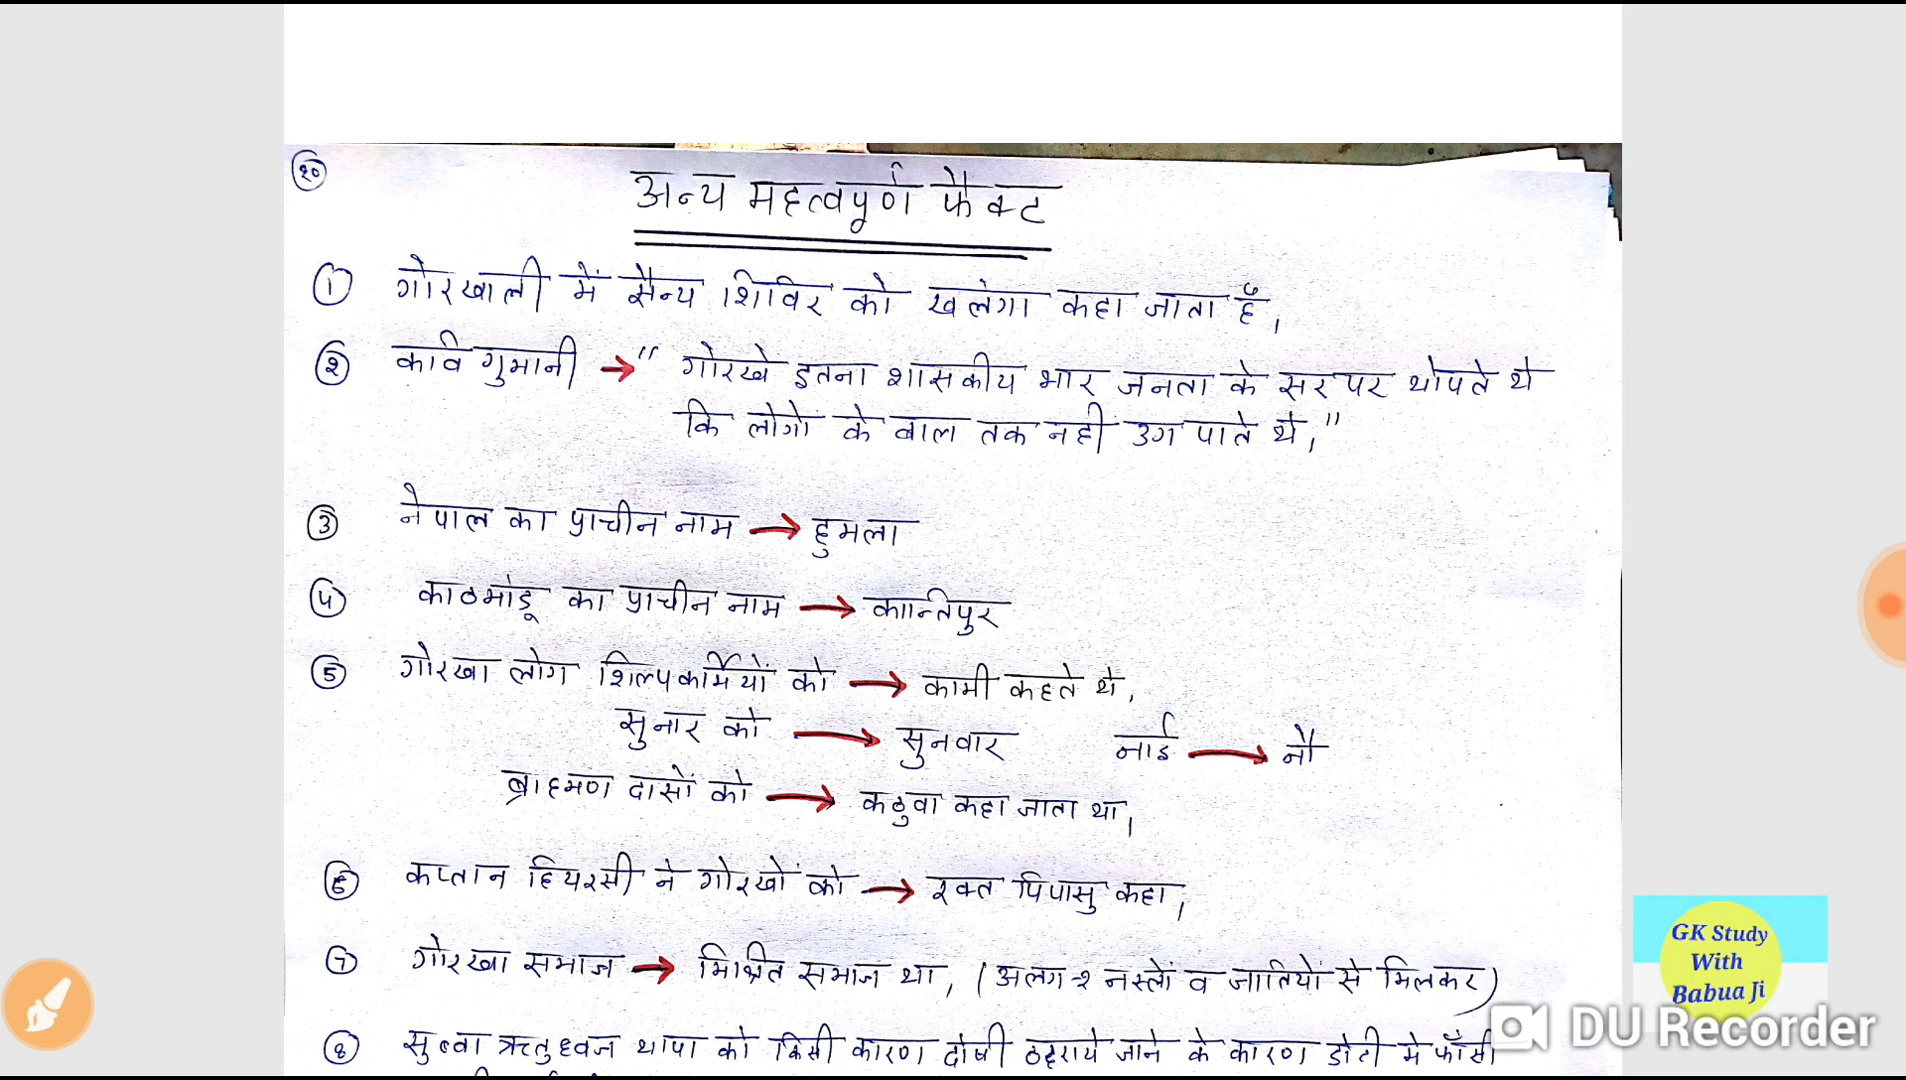 २०
अन्य महत्वपूर्ण फैक्ट
① गोरखाली में सैन्य शिविर को खलंगा कहा जाता हैं।
② कवि गुमानी → " गोरखे इतना शासकीय भार जनता के सर पर थोपते थे
कि लोगों के बाल तक नही उग पाते थे।"
③ नेपाल का प्राचीन नाम → हुमला
④ काठमांडू का प्राचीन नाम → कान्तिपुर
⑤ गोरखा लोग शिल्पकर्मियों को → कामी कहते थे,
सुनार को → सुनवार नाई → नौ
ब्राह्मण दासों को → कठुवा कहा जाता था।
⑥ कप्तान हियरसी ने गोरखों को → रक्त पिपासु कहा।
⑦ गोरखा समाज → मिश्रित समाज था, (अलग २ नस्लों व जातियों से मिलकर)
⑧ सुब्बा ऋतुध्वज थापा को किसी कारण दोषी ठहराये जाने के कारण डोटी मे फाँसी
GK Study
With
Babua Ji
DU Recorder